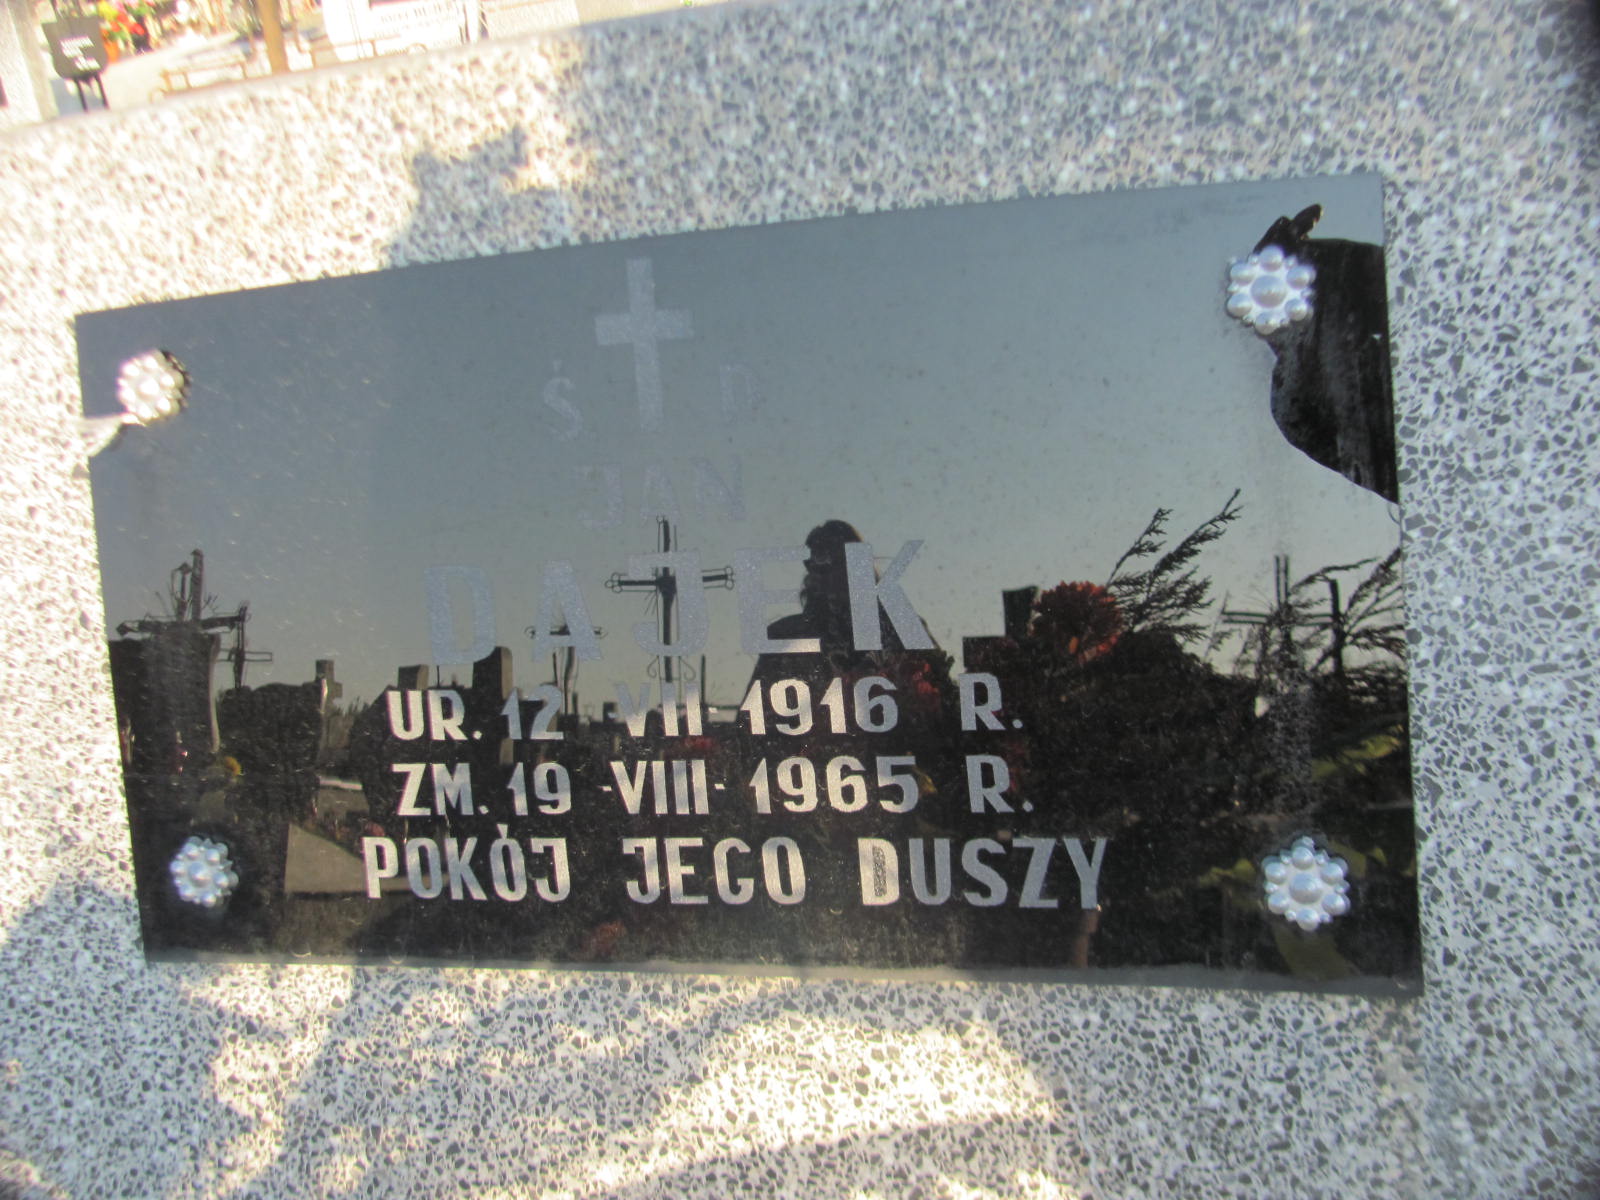 Ś P
JAN
DAJEK
UR. 12 -VII- 1916 R.
ZM. 19 -VIII- 1965 R.
POKÓJ JEGO DUSZY